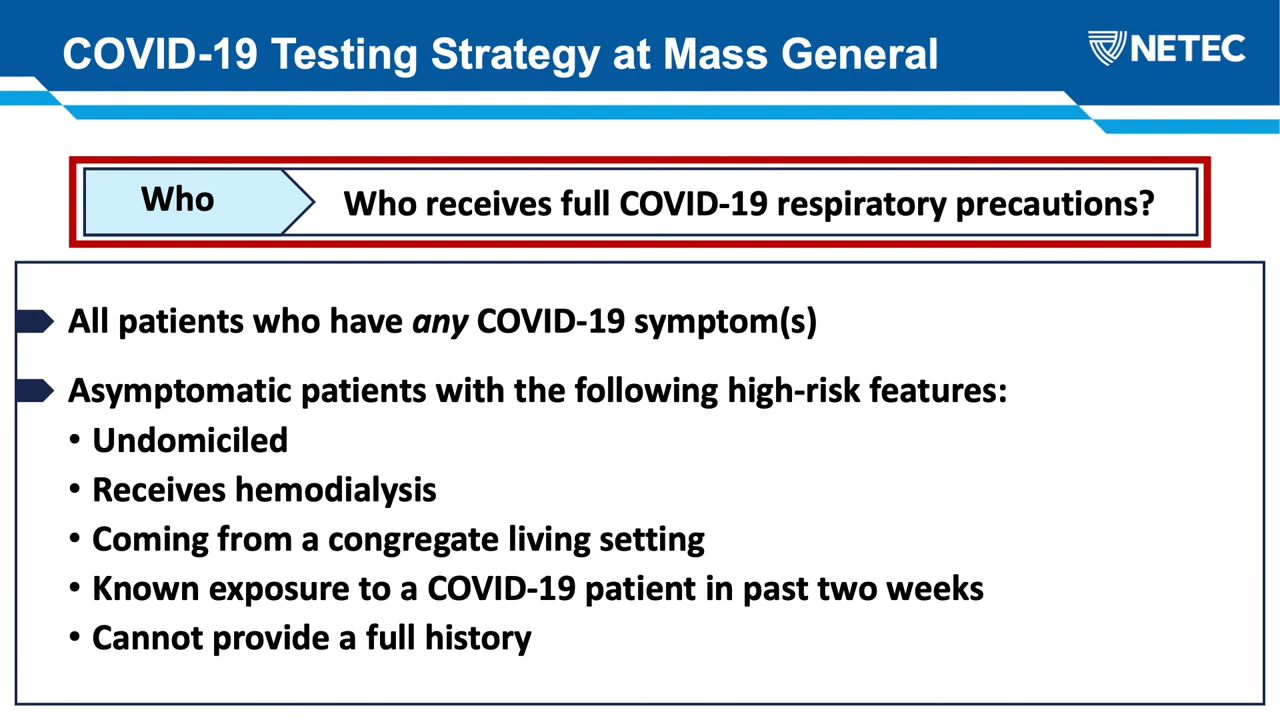 COVID-19 Testing Strategy at Mass General
NETEC
Who
Who receives full COVID-19 respiratory precautions?
All patients who have any COVID-19 symptom(s)
Asymptomatic patients with the following high-risk features:
• Undomiciled
• Receives hemodialysis
• Coming from a congregate living setting
• Known exposure to a COVID-19 patient in past two weeks
• Cannot provide a full history